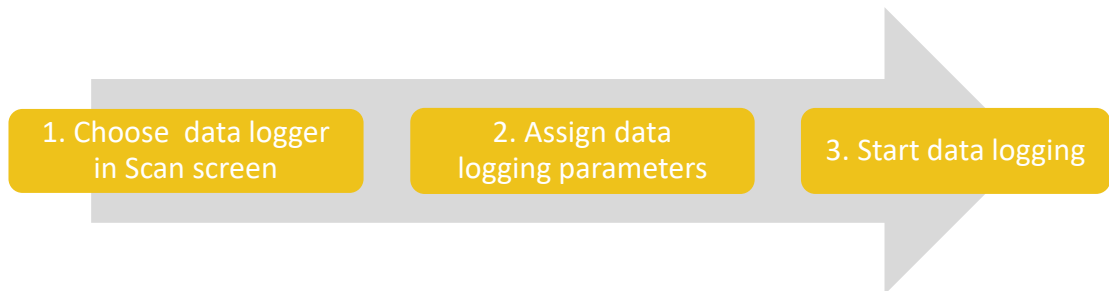 1. Choose  data logger
in Scan screen
2. Assign data
logging parameters
3. Start data logging